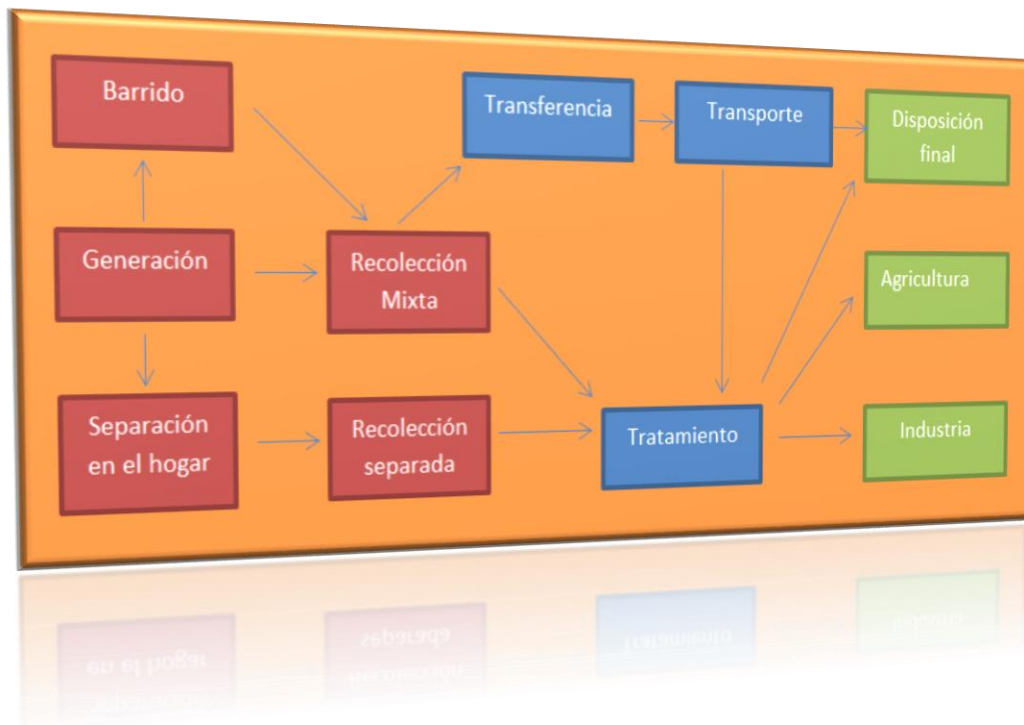 Barrido
Transferencia
Transporte
Disposición
final
Generación
Recolección
Mixta
Agricultura
Separación
en el hogar
Recolección
separada
Tratamiento
Industria